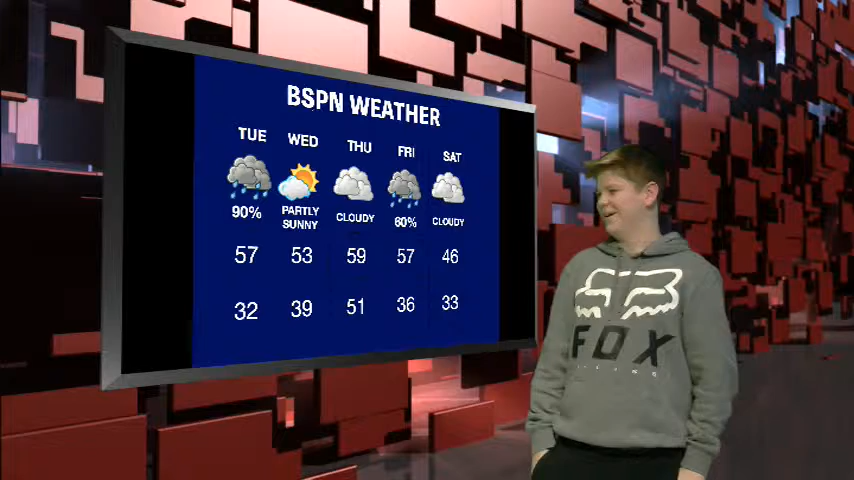 BSPN WEATHER
TUE WED THU FRI SAT
90% PARTLY SUNNY CLOUDY 60% CLOUDY
57 53 59 57 46
32 39 51 36 33
FOX